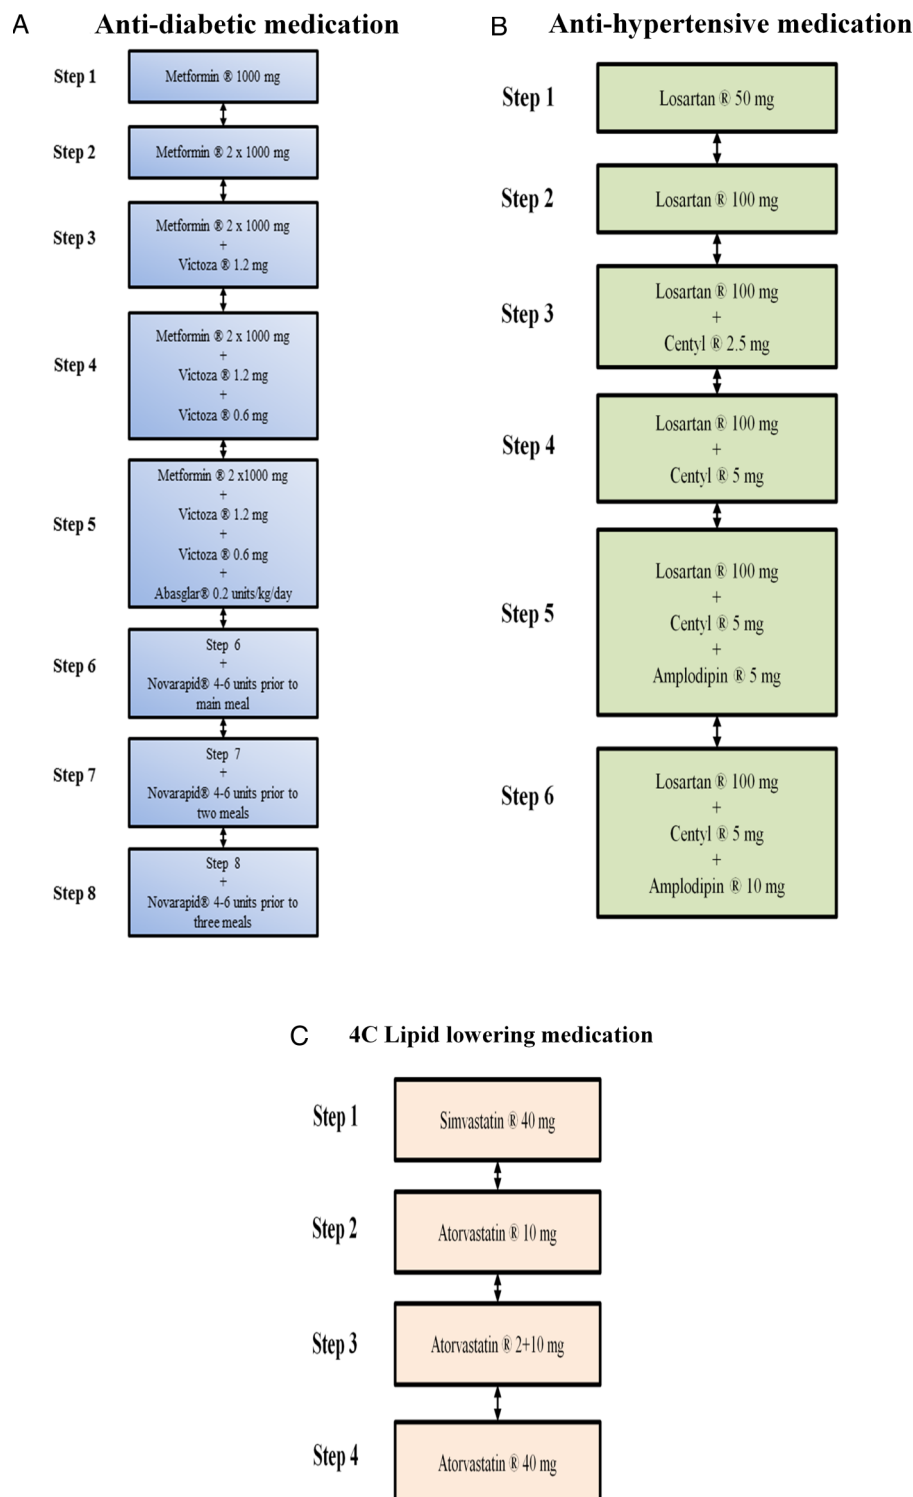 A
Anti-diabetic medication
Step 1
Metformin ® 1000 mg
Step 2
Metformin ® 2 x 1000 mg
Step 3
Metformin ® 2 x 1000 mg
+
Victoza ® 1.2 mg
Step 4
Metformin ® 2 x 1000 mg
+
Victoza ® 1.2 mg
+
Victoza ® 0.6 mg
Step 5
Metformin ® 2 x1000 mg
+
Victoza ® 1.2 mg
+
Victoza ® 0.6 mg
+
Abasglar® 0.2 units/kg/day
Step 6
Step 6
+
Novarapid® 4-6 units prior to
main meal
Step 7
Step 7
+
Novarapid® 4-6 units prior to
two meals
Step 8
Step 8
+
Novarapid® 4-6 units prior to
three meals
B
Anti-hypertensive medication
Step 1
Losartan ® 50 mg
Step 2
Losartan ® 100 mg
Step 3
Losartan ® 100 mg
+
Centyl ® 2.5 mg
Step 4
Losartan ® 100 mg
+
Centyl ® 5 mg
Step 5
Losartan ® 100 mg
+
Centyl ® 5 mg
+
Amplodipin ® 5 mg
Step 6
Losartan ® 100 mg
+
Centyl ® 5 mg
+
Amplodipin ® 10 mg
C
4C Lipid lowering medication
Step 1
Simvastatin ® 40 mg
Step 2
Atorvastatin ® 10 mg
Step 3
Atorvastatin ® 2+10 mg
Step 4
Atorvastatin ® 40 mg